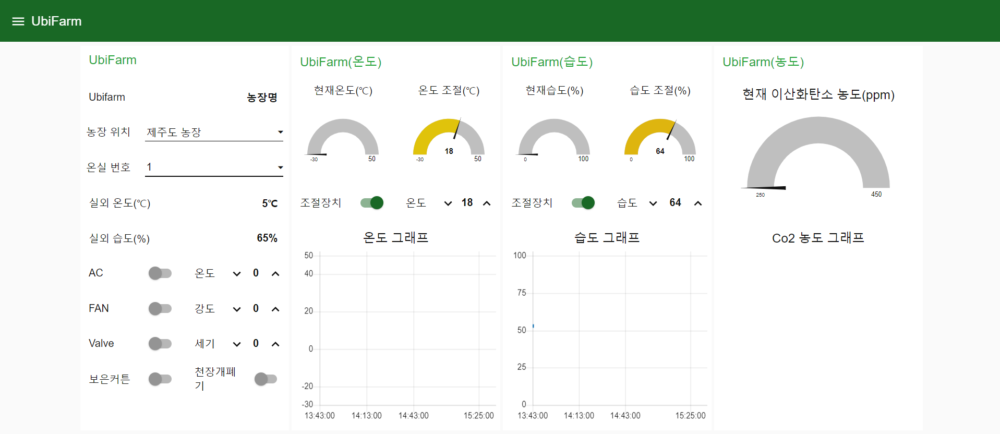 UbiFarm
UbiFarm
Ubifarm 농장명
농장 위치 제주도 농장
온실 번호 1
실외 온도(℃) 5℃
실외 습도(%) 65%
AC 온도 0
FAN 강도 0
Valve 세기 0
보은커튼 천장개폐
기
UbiFarm(온도)
현재온도(℃) 온도 조절(℃)
18
-30 50 -30 50
조절장치 온도 18
온도 그래프
50
40
20
0
-20
-30
13:43:00 14:13:00 14:43:00 15:25:00
UbiFarm(습도)
현재습도(%) 습도 조절(%)
64
0 100 0 100
조절장치 습도 64
습도 그래프
100
75
50
25
0
13:43:00 14:13:00 14:43:00 15:25:00
UbiFarm(농도)
현재 이산화탄소 농도(ppm)
250 450
Co2 농도 그래프